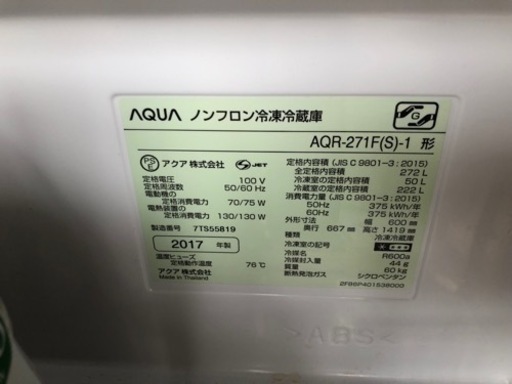 AQUA ノンフロン冷凍冷蔵庫
AQR-271F(S)-1 形
G
PS E アクア株式会社 S-JET
定格電圧 100 V
定格周波数 50/60 Hz
電動機の
定格消費電力 70/75 W
電熱装置の
定格消費電力 130/130 W
製造番号 7TS55819
2017 年製
温度ヒューズ
定格動作温度 76℃
アクア株式会社
Made in Thailand
定格内容積 (JIS C 9801-3:2015)
全定格内容積 272 L
冷凍室の定格内容積 50 L
冷蔵室の定格内容積 222 L
消費電力量 (JIS C 9801-3:2015)
50Hz 375 kWh/年
60Hz 375 kWh/年
外形寸法 幅 600 mm
奥行 667 mm 高さ 1419 mm
種類 冷凍冷蔵庫
冷凍室の記号
冷媒名 R600a
冷媒封入量 44 g
質量 60 kg
断熱発泡ガス シクロペンタン
>ABS<